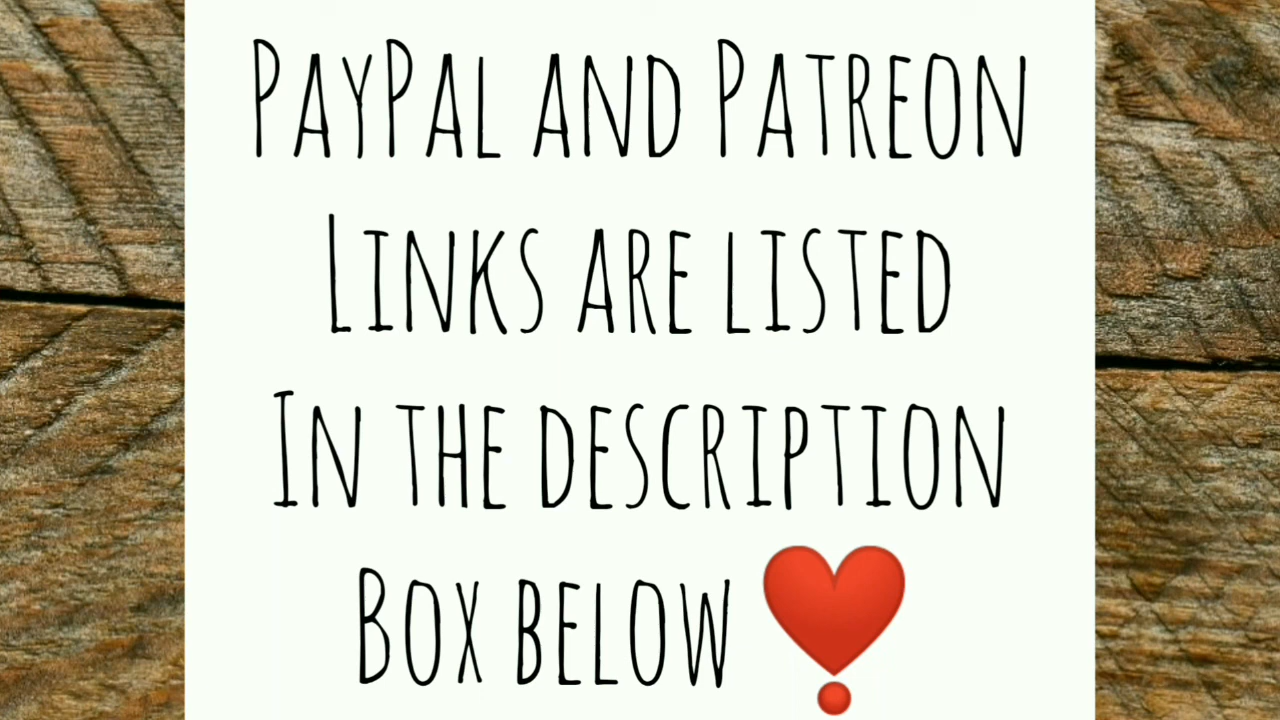 PayPal and Patreon
Links are listed
In the description
Box below ❣️